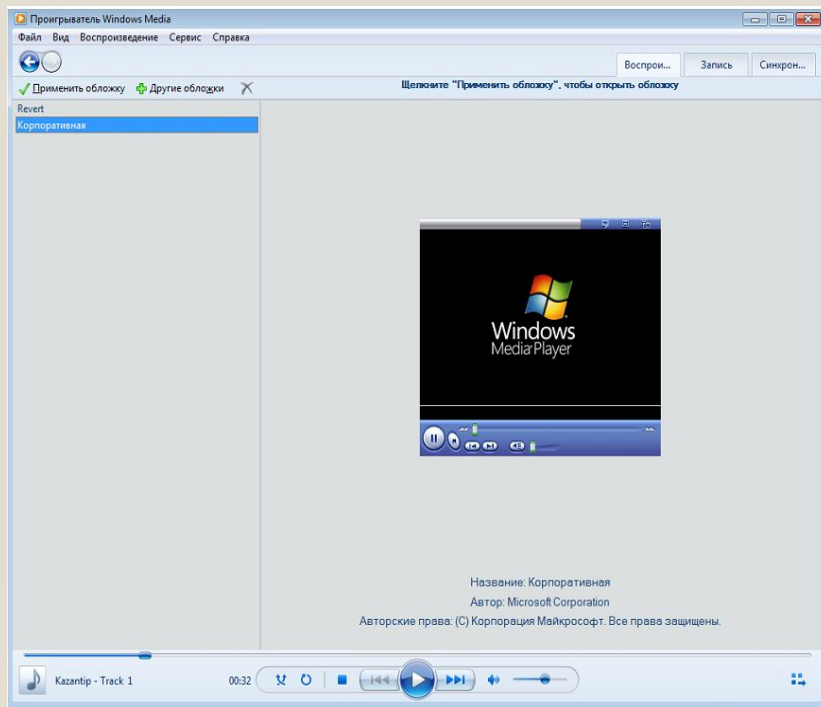 Проигрыватель Windows Media
Файл Вид Воспроизведение Сервис Справка
Воспрои... Запись Синхрон...
Применить обложку Другие обложки
Щелкните "Применить обложку", чтобы открыть обложку
Revert
Корпоративная
Windows
Media Player
Название: Корпоративная
Автор: Microsoft Corporation
Авторские права: (C) Корпорация Майкрософт. Все права защищены.
Kazantip - Track 1 00:32